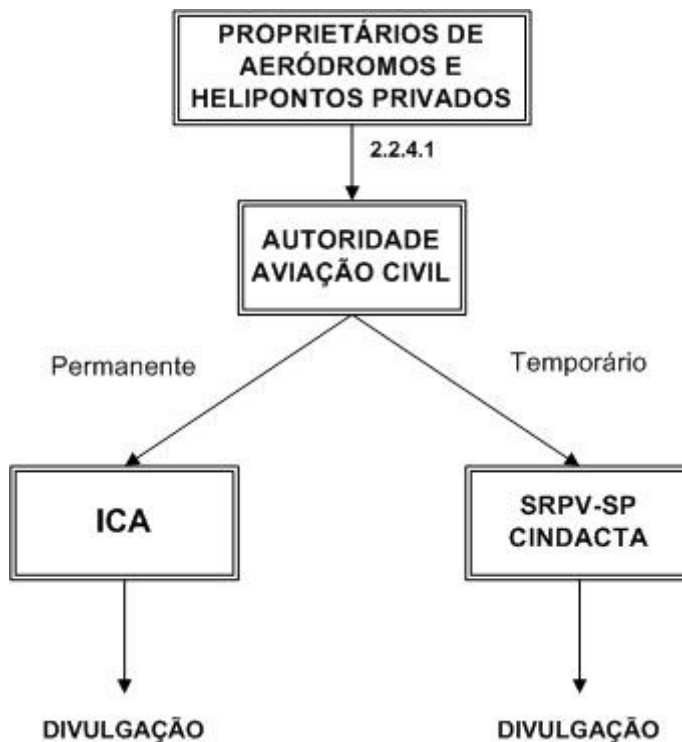 PROPRIETÁRIOS DE
AERÓDROMOS E
HELIPONTOS PRIVADOS
2.2.4.1
AUTORIDADE
AVIAÇÃO CIVIL
Permanente
Temporário
ICA
SRPV-SP
CINDACTA
DIVULGAÇÃO
DIVULGAÇÃO